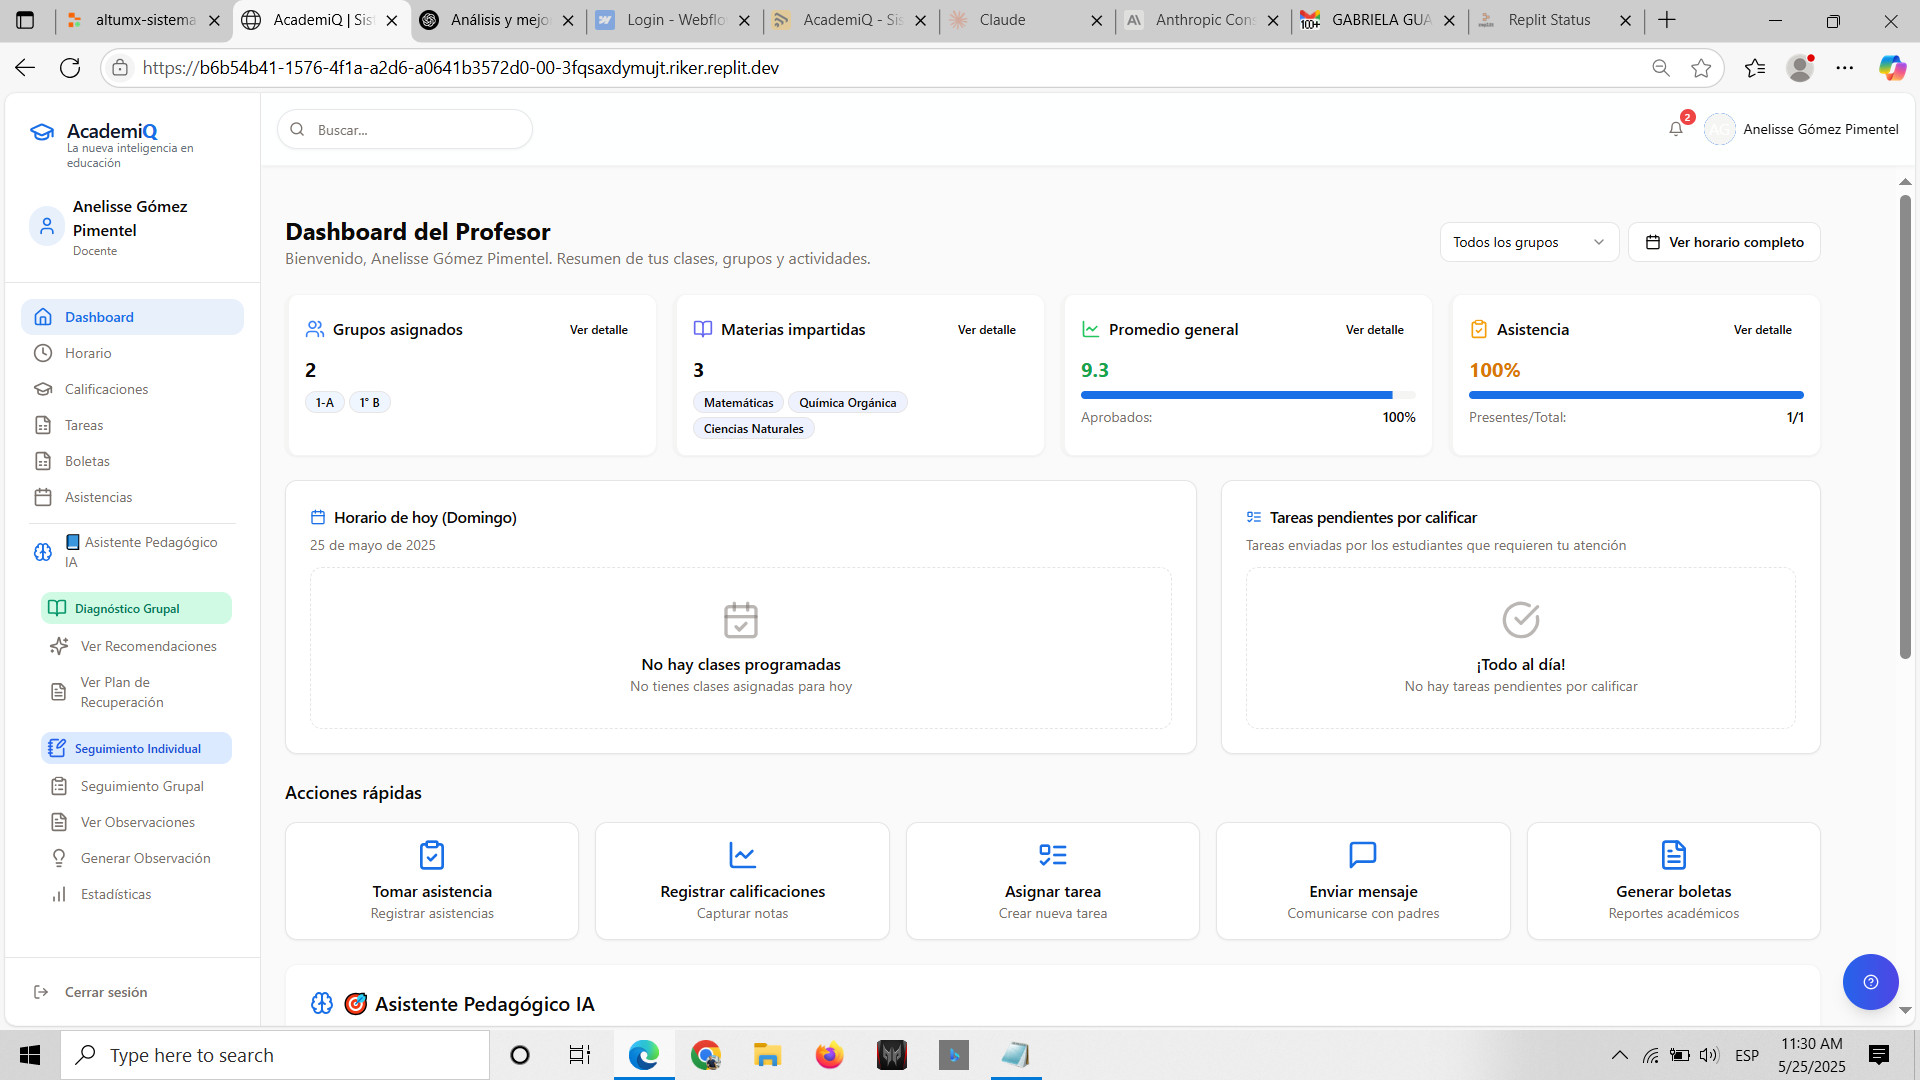 altumx-sistema
AcademiQ | Sis
Análisis y mejo
Login - Webflo
AcademiQ - Sis
Claude
Anthropic Con
GABRIELA GUA
Replit Status
https://b6b54b41-1576-4f1a-a2d6-a0641b3572d0-00-3fqsaxdymujt.riker.replit.dev
AcademiQ
La nueva inteligencia en
educación
Buscar...
2
Anelisse Gómez Pimentel
Anelisse Gómez
Pimentel
Docente
Dashboard
Horario
Calificaciones
Tareas
Boletas
Asistencias
Asistente Pedagógico
IA
Diagnóstico Grupal
Ver Recomendaciones
Ver Plan de
Recuperación
Seguimiento Individual
Seguimiento Grupal
Ver Observaciones
Generar Observación
Estadísticas
Cerrar sesión
Dashboard del Profesor
Bienvenido, Anelisse Gómez Pimentel. Resumen de tus clases, grupos y actividades.
Todos los grupos
Ver horario completo
Grupos asignados
Ver detalle
2
1-A
1° B
Materias impartidas
Ver detalle
3
Matemáticas
Química Orgánica
Ciencias Naturales
Promedio general
Ver detalle
9.3
Aprobados:
100%
Asistencia
Ver detalle
100%
Presentes/Total:
1/1
Horario de hoy (Domingo)
25 de mayo de 2025
No hay clases programadas
No tienes clases asignadas para hoy
Tareas pendientes por calificar
Tareas enviadas por los estudiantes que requieren tu atención
¡Todo al día!
No hay tareas pendientes por calificar
Acciones rápidas
Tomar asistencia
Registrar asistencias
Registrar calificaciones
Capturar notas
Asignar tarea
Crear nueva tarea
Enviar mensaje
Comunicarse con padres
Generar boletas
Reportes académicos
Asistente Pedagógico IA
Type here to search
ESP
11:30 AM
5/25/2025